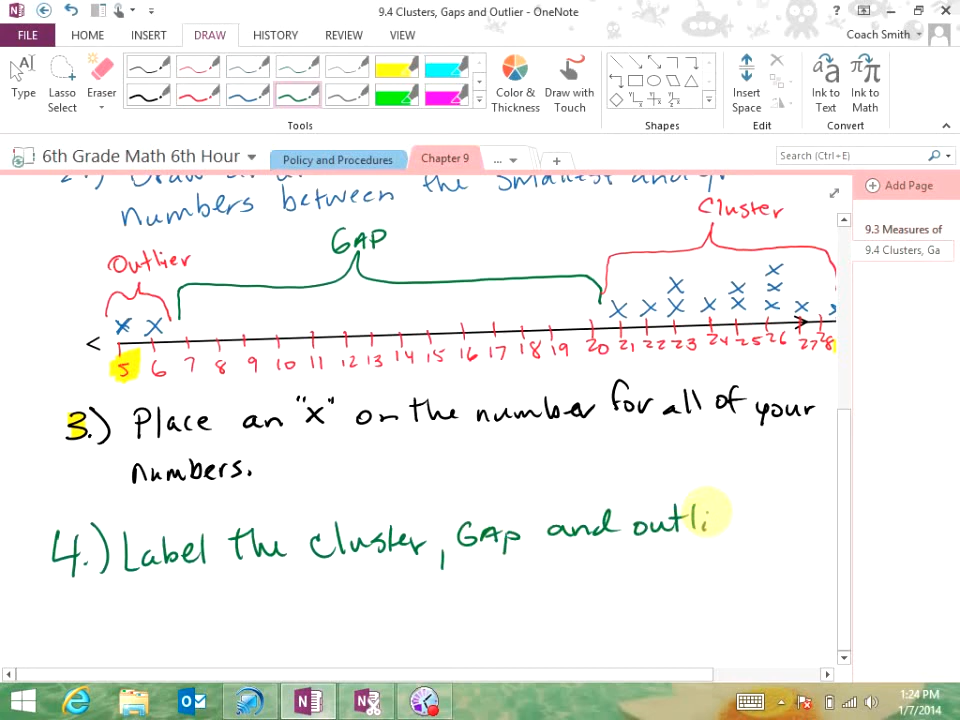 9.4 Clusters, Gaps and Outlier - OneNote
FILE HOME INSERT DRAW HISTORY REVIEW VIEW Coach Smith
Type Lasso Select Eraser Color & Thickness Draw with Touch Insert Space Ink to Text Ink to Math
Tools Shapes Edit Convert
6th Grade Math 6th Hour Policy and Procedures Chapter 9 ... Search (Ctrl+E)
Add Page
9.3 Measures of
9.4 Clusters, Ga
numbers between the smallest and
Cluster
GAP
Outlier
x x x x x x x x x x x x x
5 6 7 8 9 10 11 12 13 14 15 16 17 18 19 20 21 22 23 24 25 26 27 28
3.) Place an "x" on the number for all of your
numbers.
4.) Label the cluster, GAP and outli
1:24 PM
1/7/2014